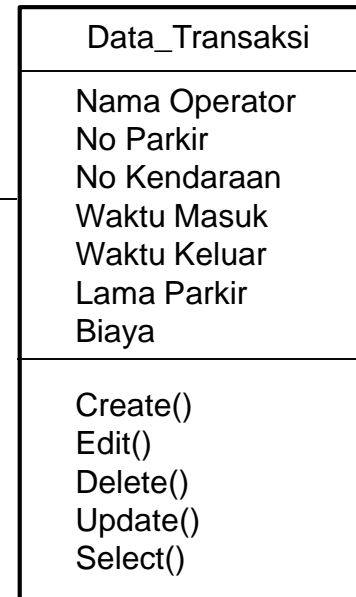 Data_Transaksi
Nama Operator
No Parkir
No Kendaraan
Waktu Masuk
Waktu Keluar
Lama Parkir
Biaya
Create()
Edit()
Delete()
Update()
Select()